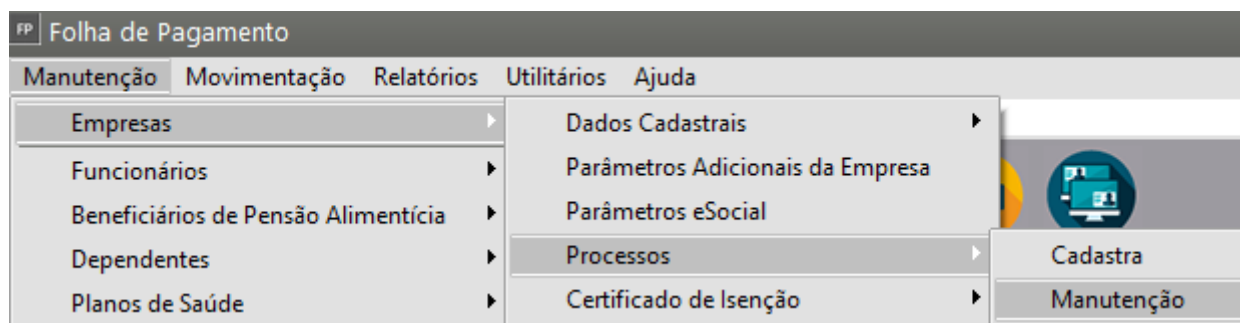 FP Folha de Pagamento
Manutenção Movimentação Relatórios Utilitários Ajuda
Empresas
Funcionários
Beneficiários de Pensão Alimentícia
Dependentes
Planos de Saúde
Dados Cadastrais
Parâmetros Adicionais da Empresa
Parâmetros eSocial
Processos
Certificado de Isenção
Cadastra
Manutenção